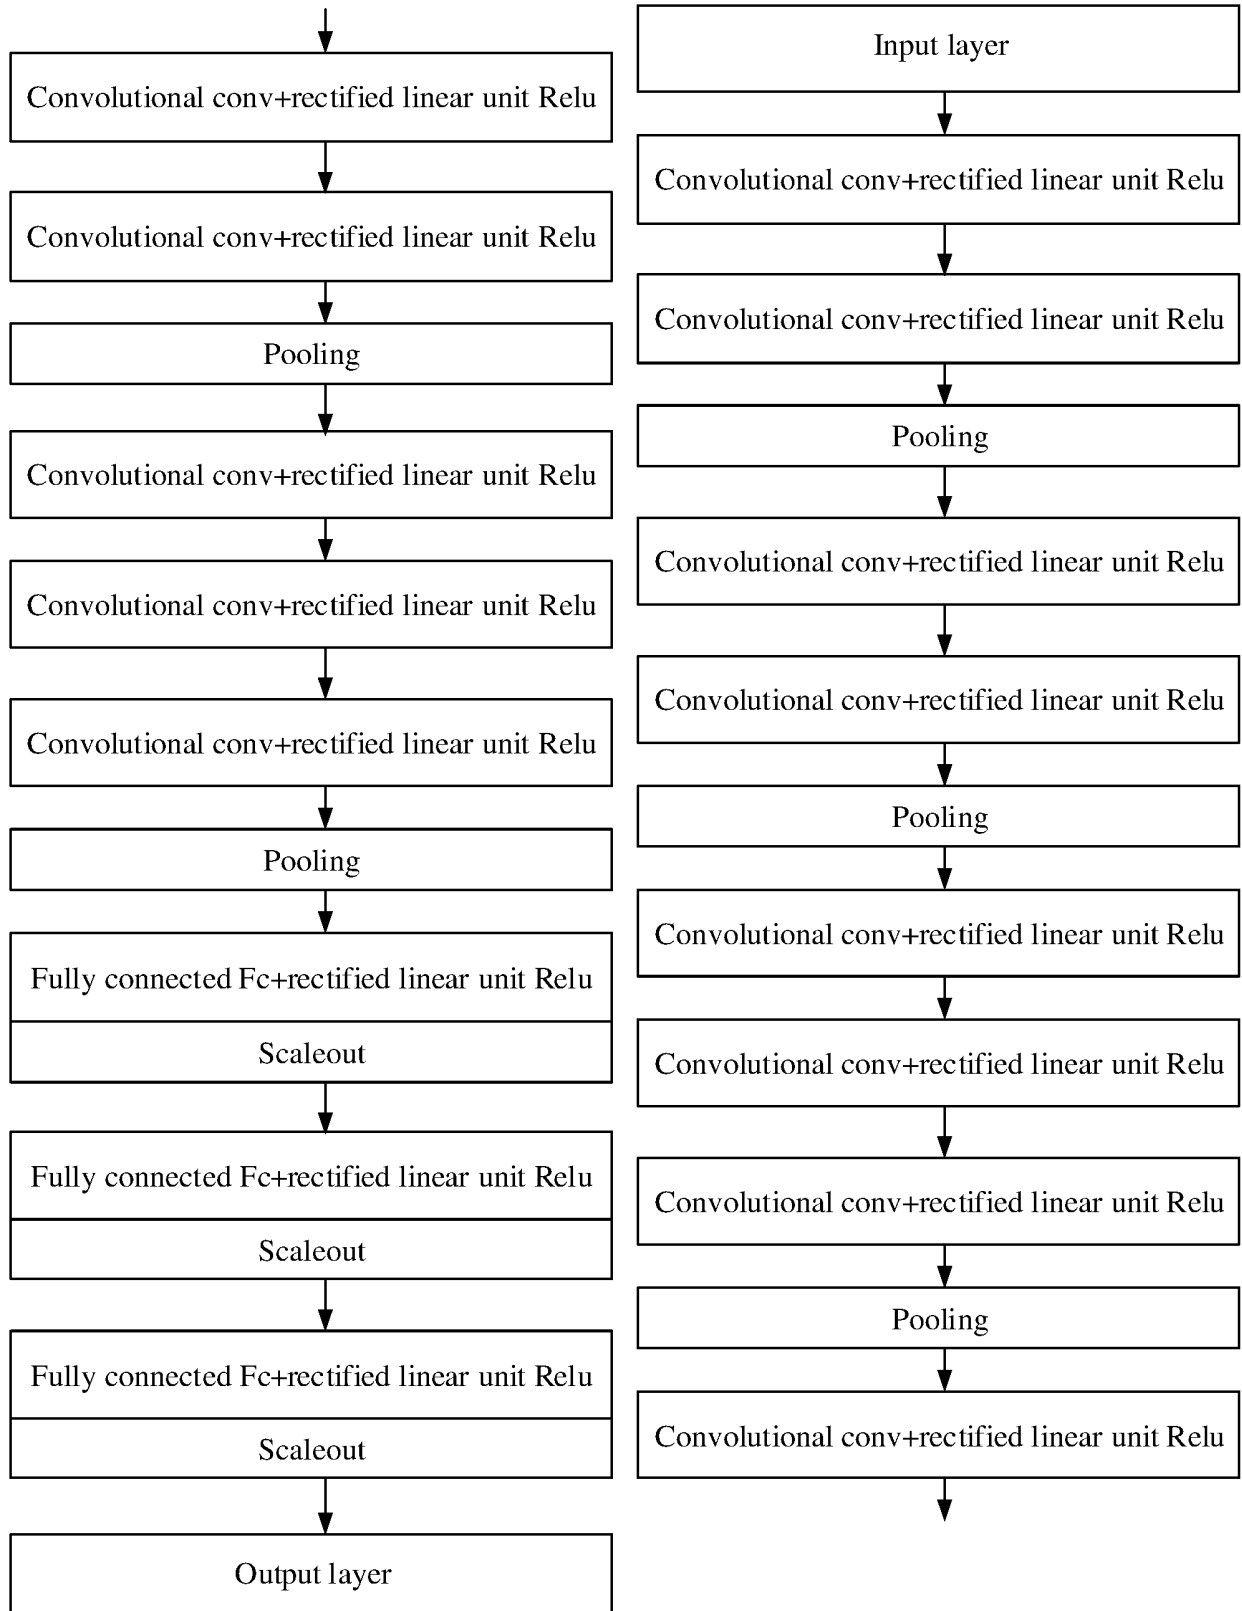 Convolutional conv+rectified linear unit Relu
Convolutional conv+rectified linear unit Relu
Pooling
Convolutional conv+rectified linear unit Relu
Convolutional conv+rectified linear unit Relu
Convolutional conv+rectified linear unit Relu
Pooling
Fully connected Fc+rectified linear unit Relu
Scaleout
Fully connected Fc+rectified linear unit Relu
Scaleout
Fully connected Fc+rectified linear unit Relu
Scaleout
Output layer
Input layer
Convolutional conv+rectified linear unit Relu
Convolutional conv+rectified linear unit Relu
Pooling
Convolutional conv+rectified linear unit Relu
Convolutional conv+rectified linear unit Relu
Pooling
Convolutional conv+rectified linear unit Relu
Convolutional conv+rectified linear unit Relu
Convolutional conv+rectified linear unit Relu
Pooling
Convolutional conv+rectified linear unit Relu